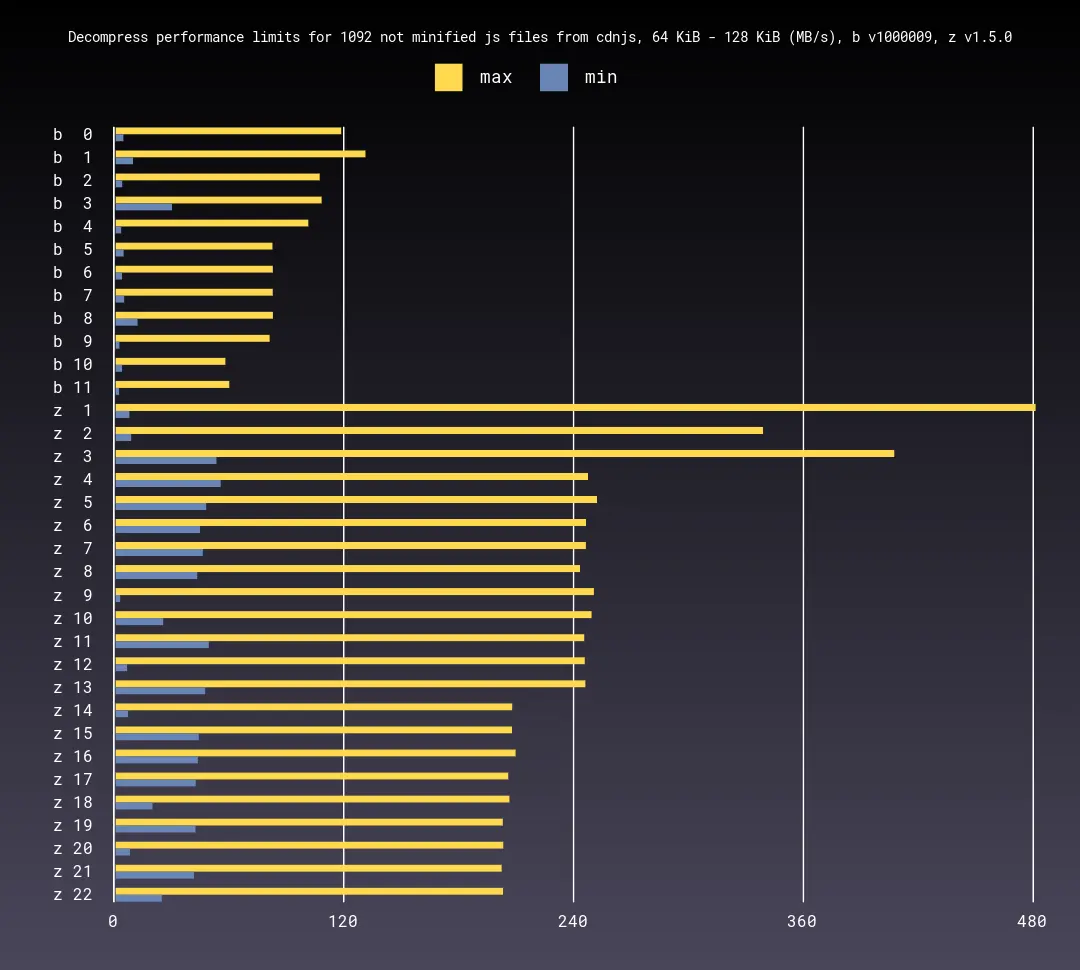 Decompress performance limits for 1092 not minified js files from cdnjs, 64 KiB - 128 KiB (MB/s), b v1000009, z v1.5.0
max min
b 0
b 1
b 2
b 3
b 4
b 5
b 6
b 7
b 8
b 9
b 10
b 11
z 1
z 2
z 3
z 4
z 5
z 6
z 7
z 8
z 9
z 10
z 11
z 12
z 13
z 14
z 15
z 16
z 17
z 18
z 19
z 20
z 21
z 22
0 120 240 360 480